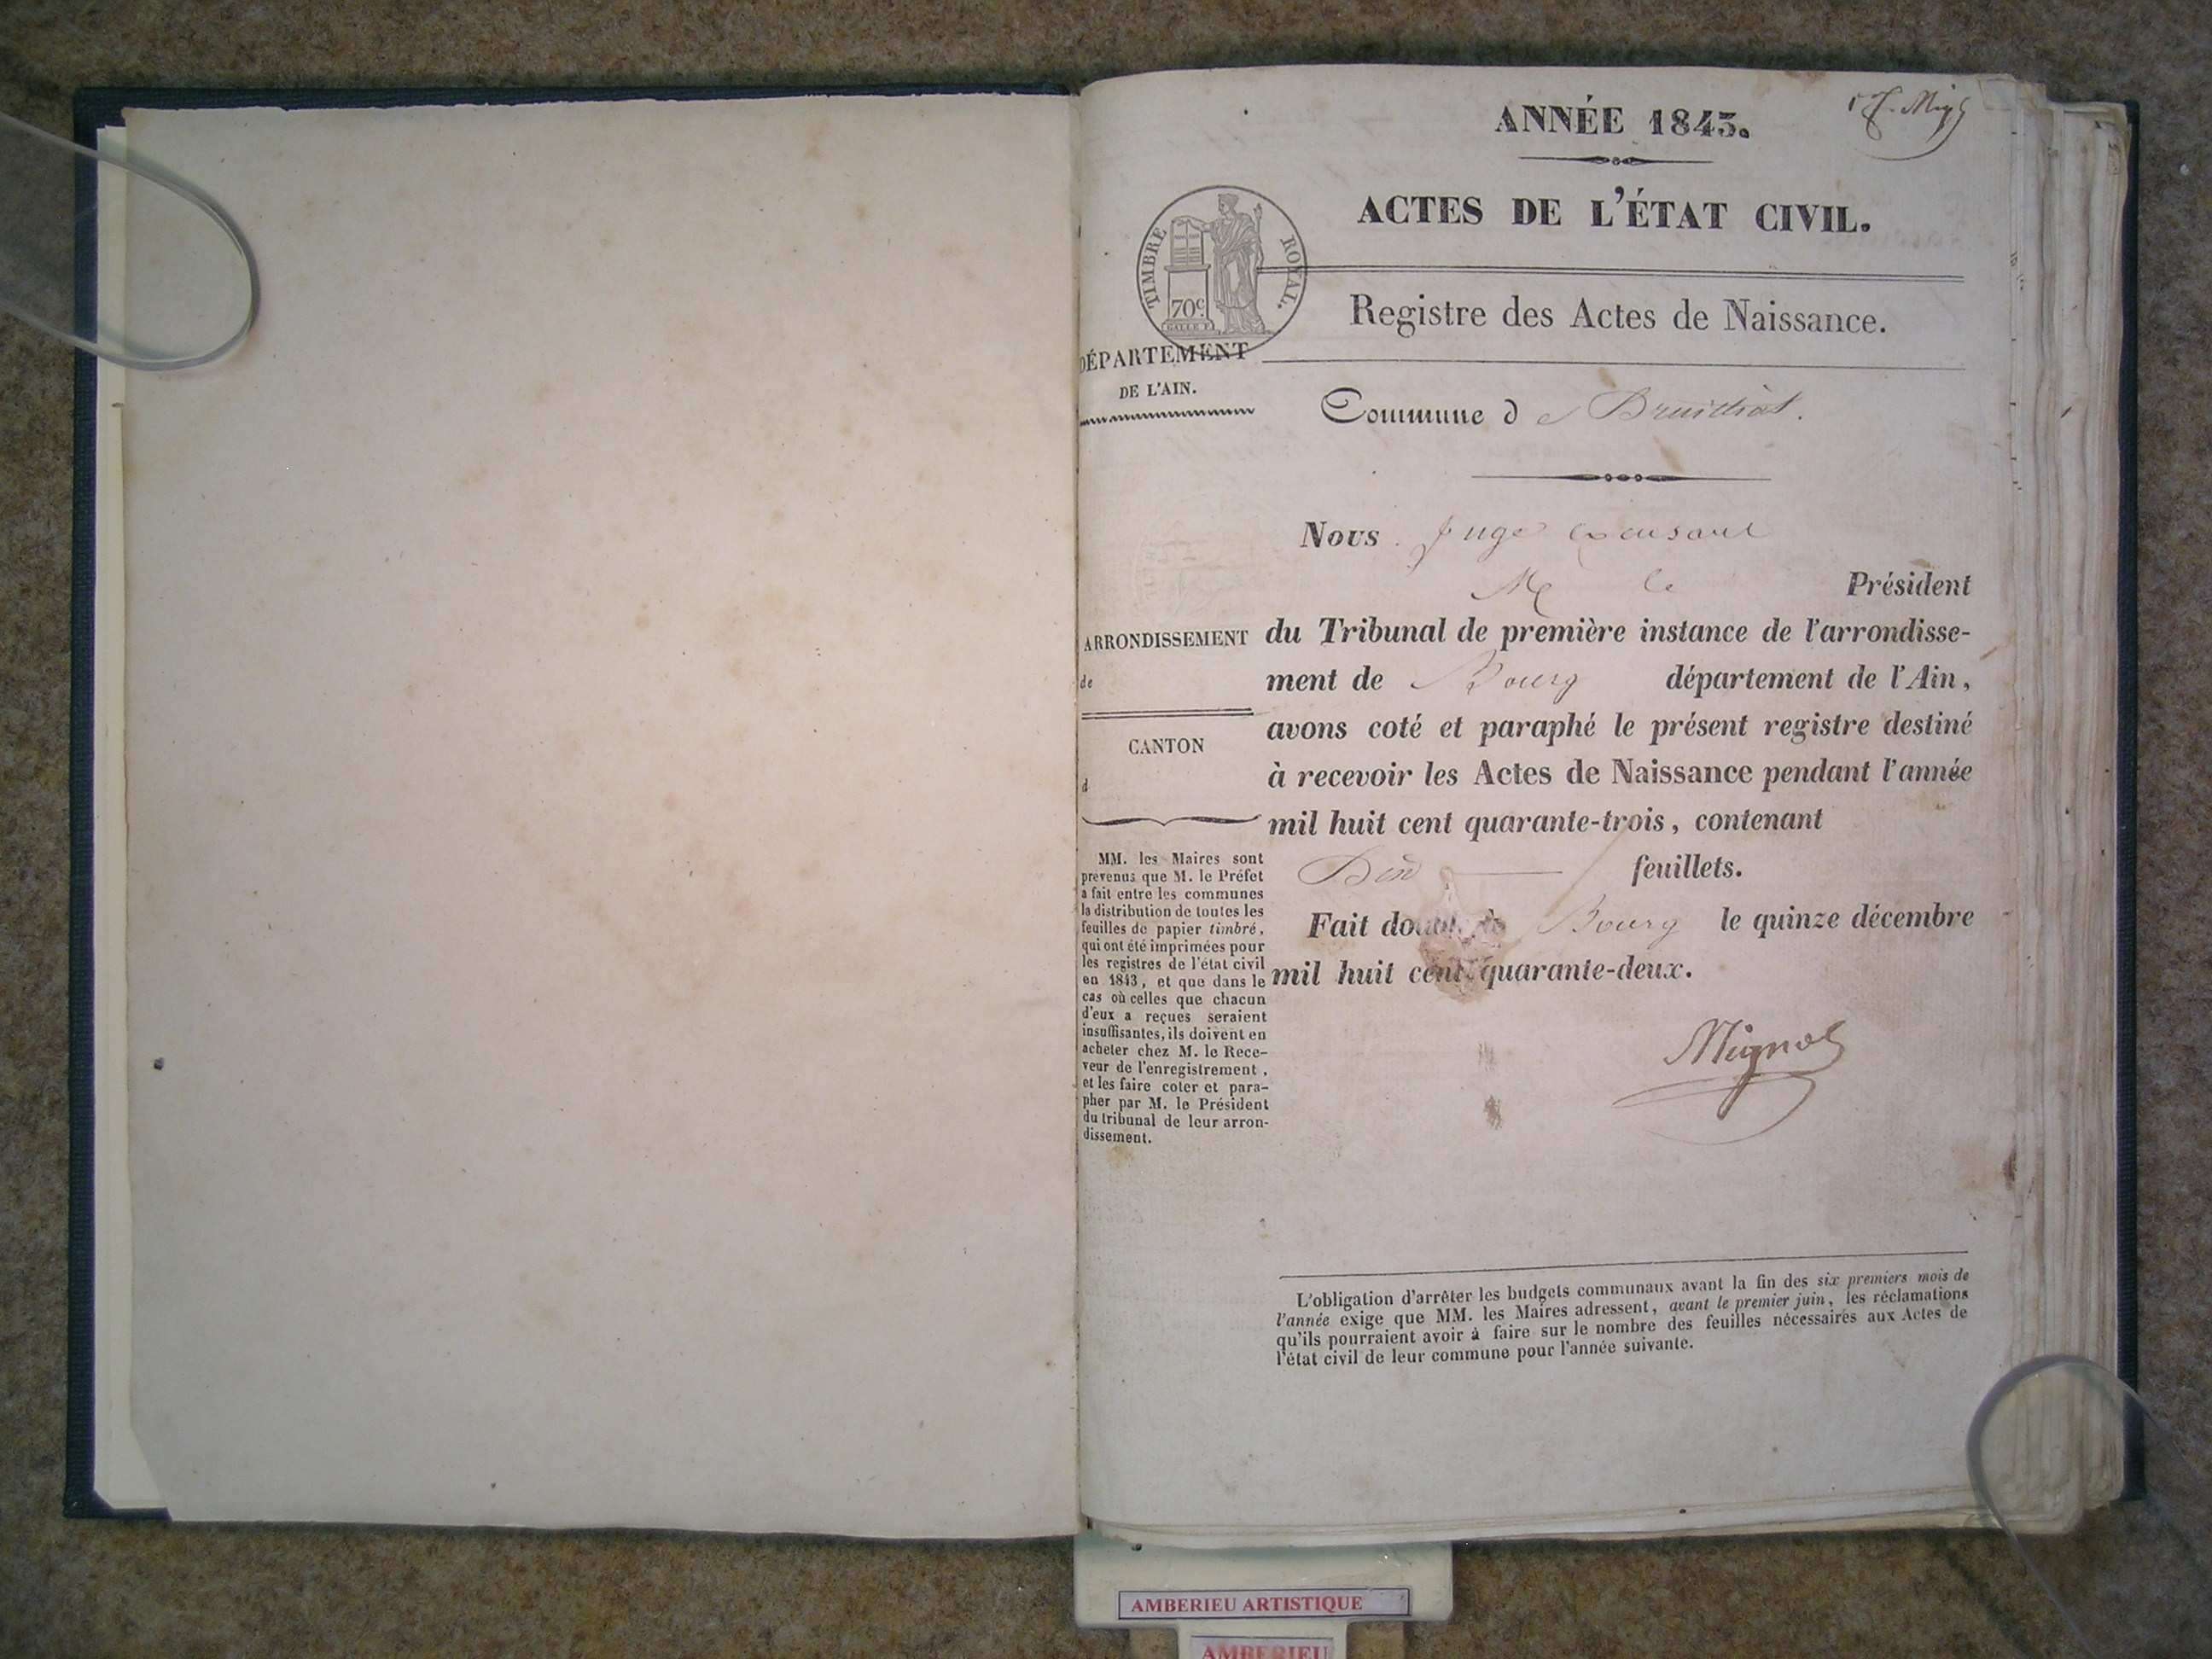 ANNÉE 1843.
ACTES DE L'ÉTAT CIVIL.
TIMBRE ROYAL.
70c
Registre des Actes de Naissance.
DÉPARTEMENT
DE L'AIN.
Commune de
Nous Juge
Me le Président
ARRONDISSEMENT
de
CANTON
d
du Tribunal de première instance de l'arrondisse-
ment de Bourg département de l'Ain,
avons coté et paraphé le présent registre destiné
à recevoir les Actes de Naissance pendant l'année
mil huit cent quarante-trois, contenant
feuillets.
Fait Bourg le quinze décembre
mil huit cent quarante-deux.
Mignot
MM. les Maires sont
prévenus que M. le Préfet
a fait entre les communes
la distribution de toutes les
feuilles de papier timbré,
qui ont été imprimées pour
les registres de l'état civil
en 1843, et que dans le
cas où celles que chacun
d'eux a reçues seraient
insuffisantes, ils doivent en
acheter chez M. le Rece-
veur de l'enregistrement,
et les faire coter et para-
pher par M. le Président
du tribunal de leur arron-
dissement.
L'obligation d'arrêter les budgets communaux avant la fin des six premiers mois de
l'année exige que MM. les Maires adressent, avant le premier juin, les réclamations
qu'ils pourraient avoir à faire sur le nombre des feuilles nécessaires aux Actes de
l'état civil de leur commune pour l'année suivante.
AMBERIEU ARTISTIQUE
AMBERIEU